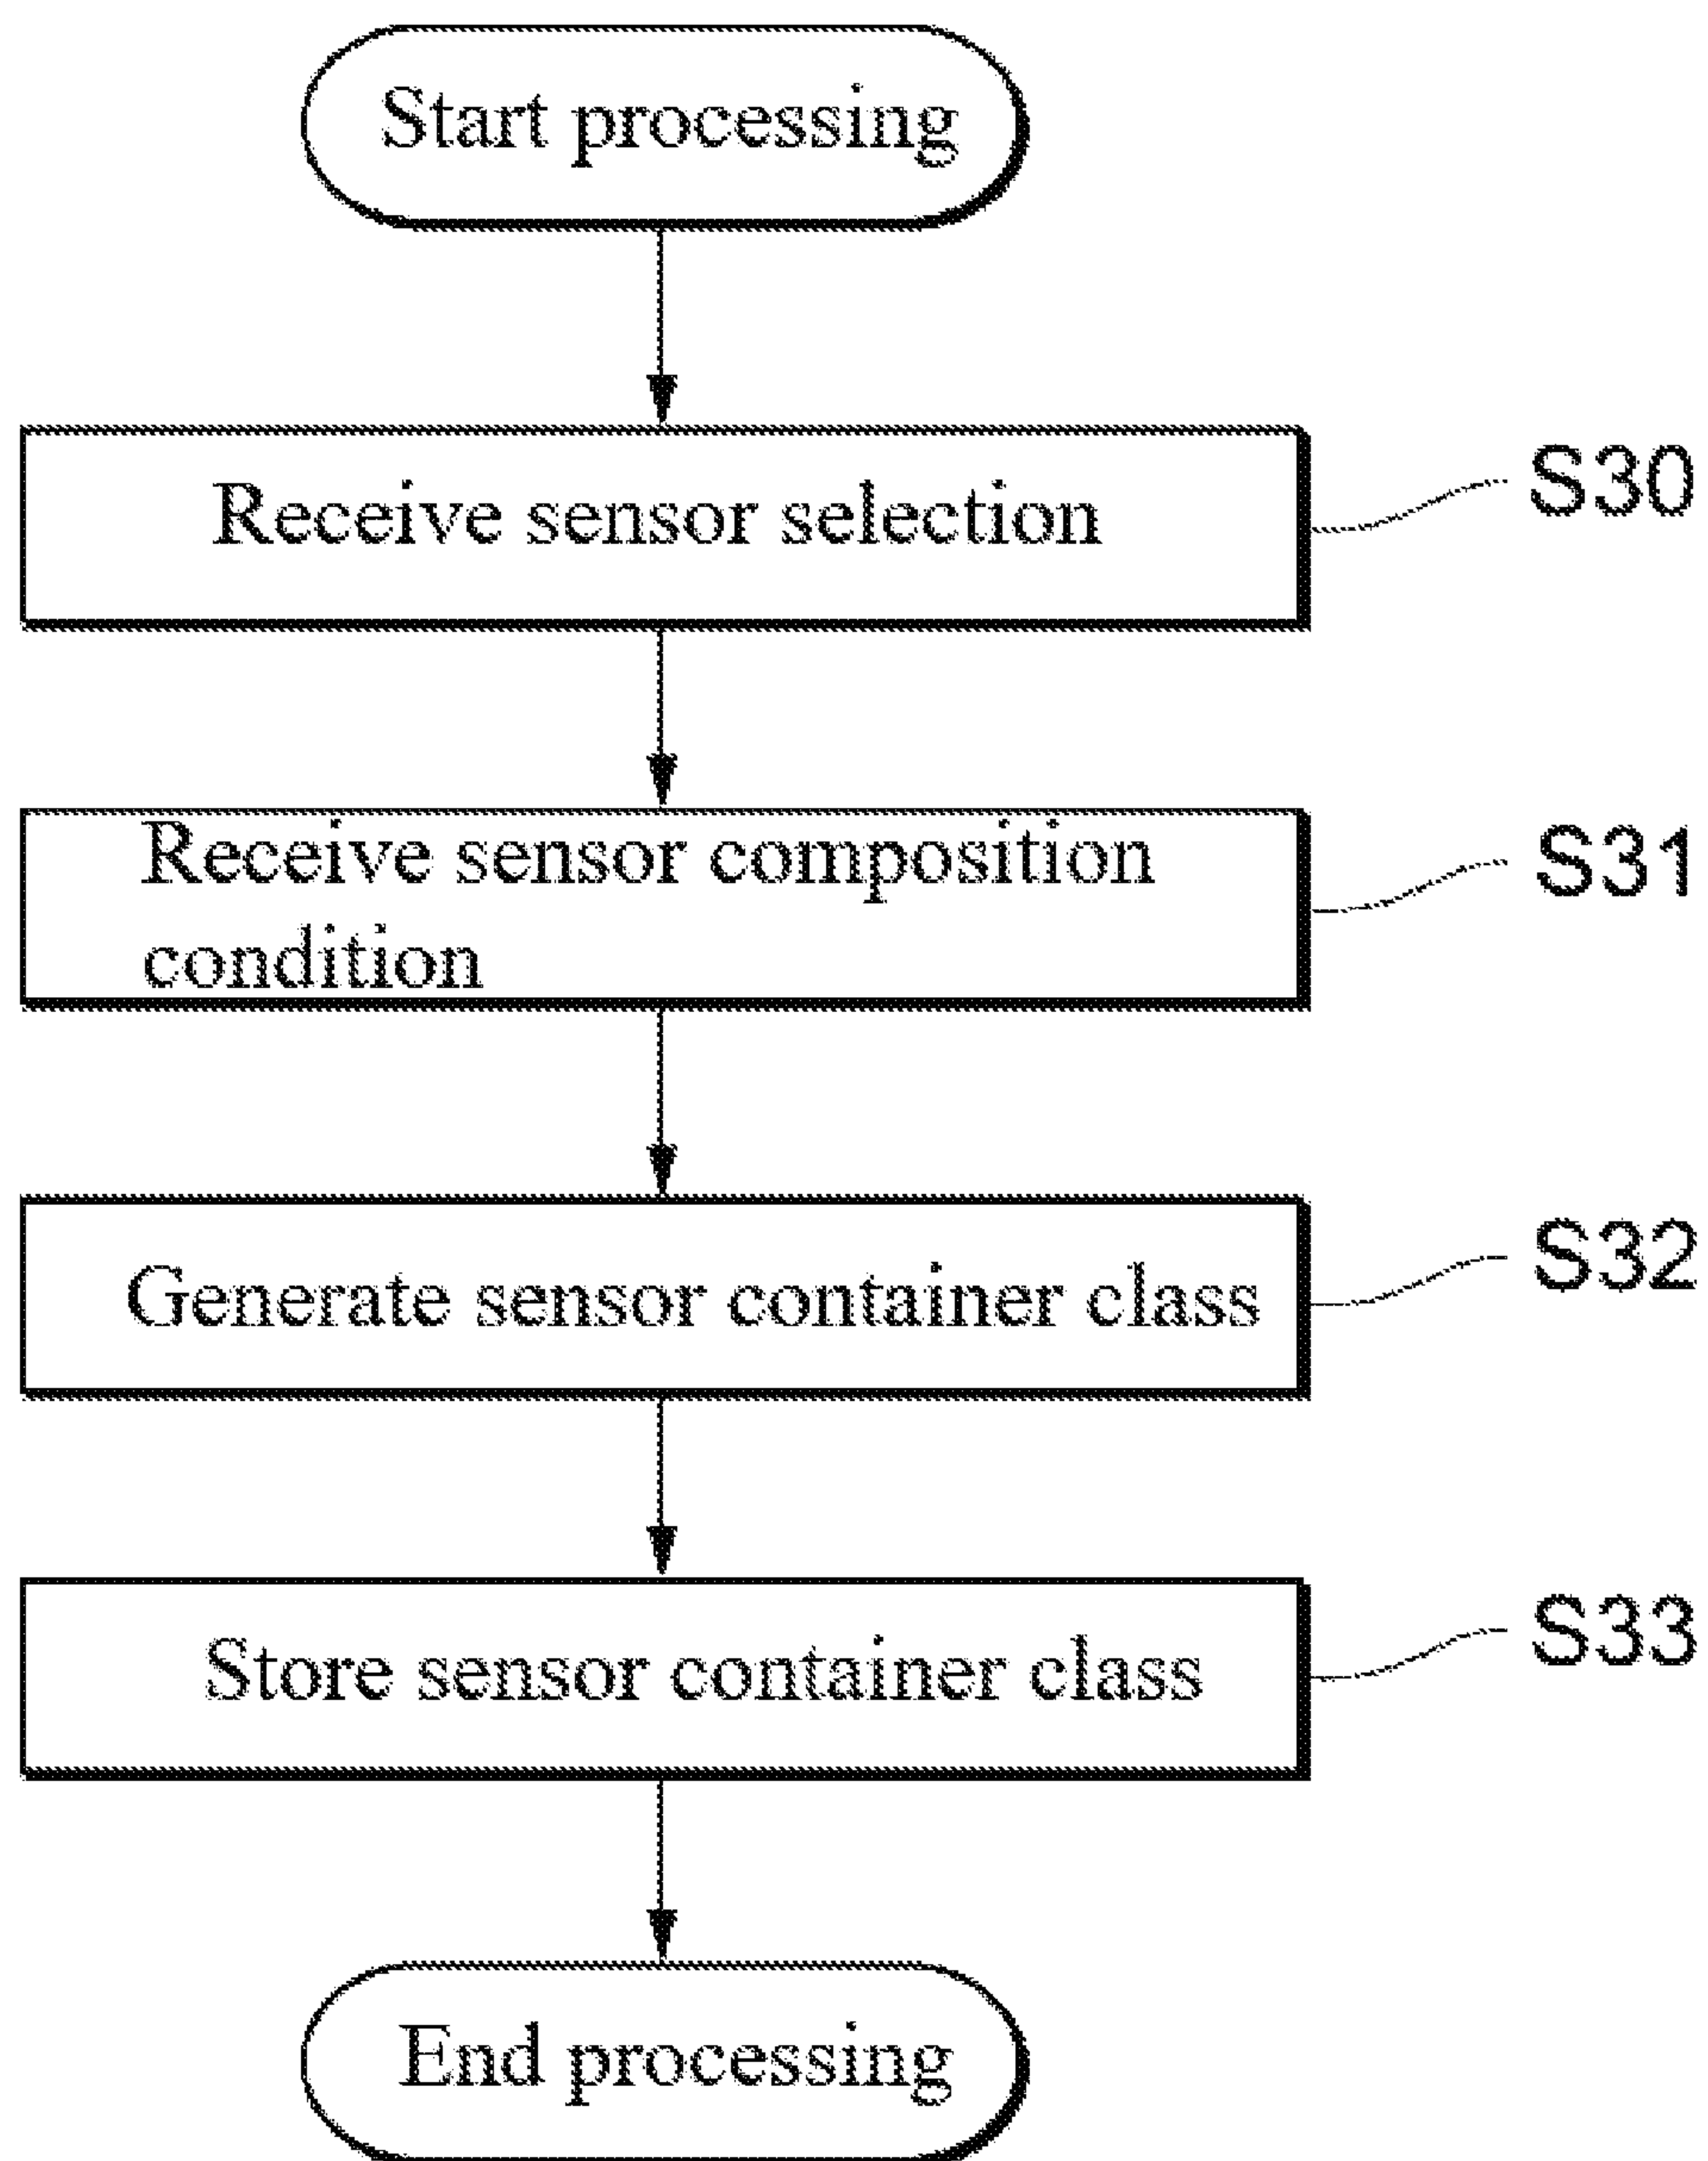 Start processing
Receive sensor selection
S30
Receive sensor composition
condition
S31
Generate sensor container class
S32
Store sensor container class
S33
End processing